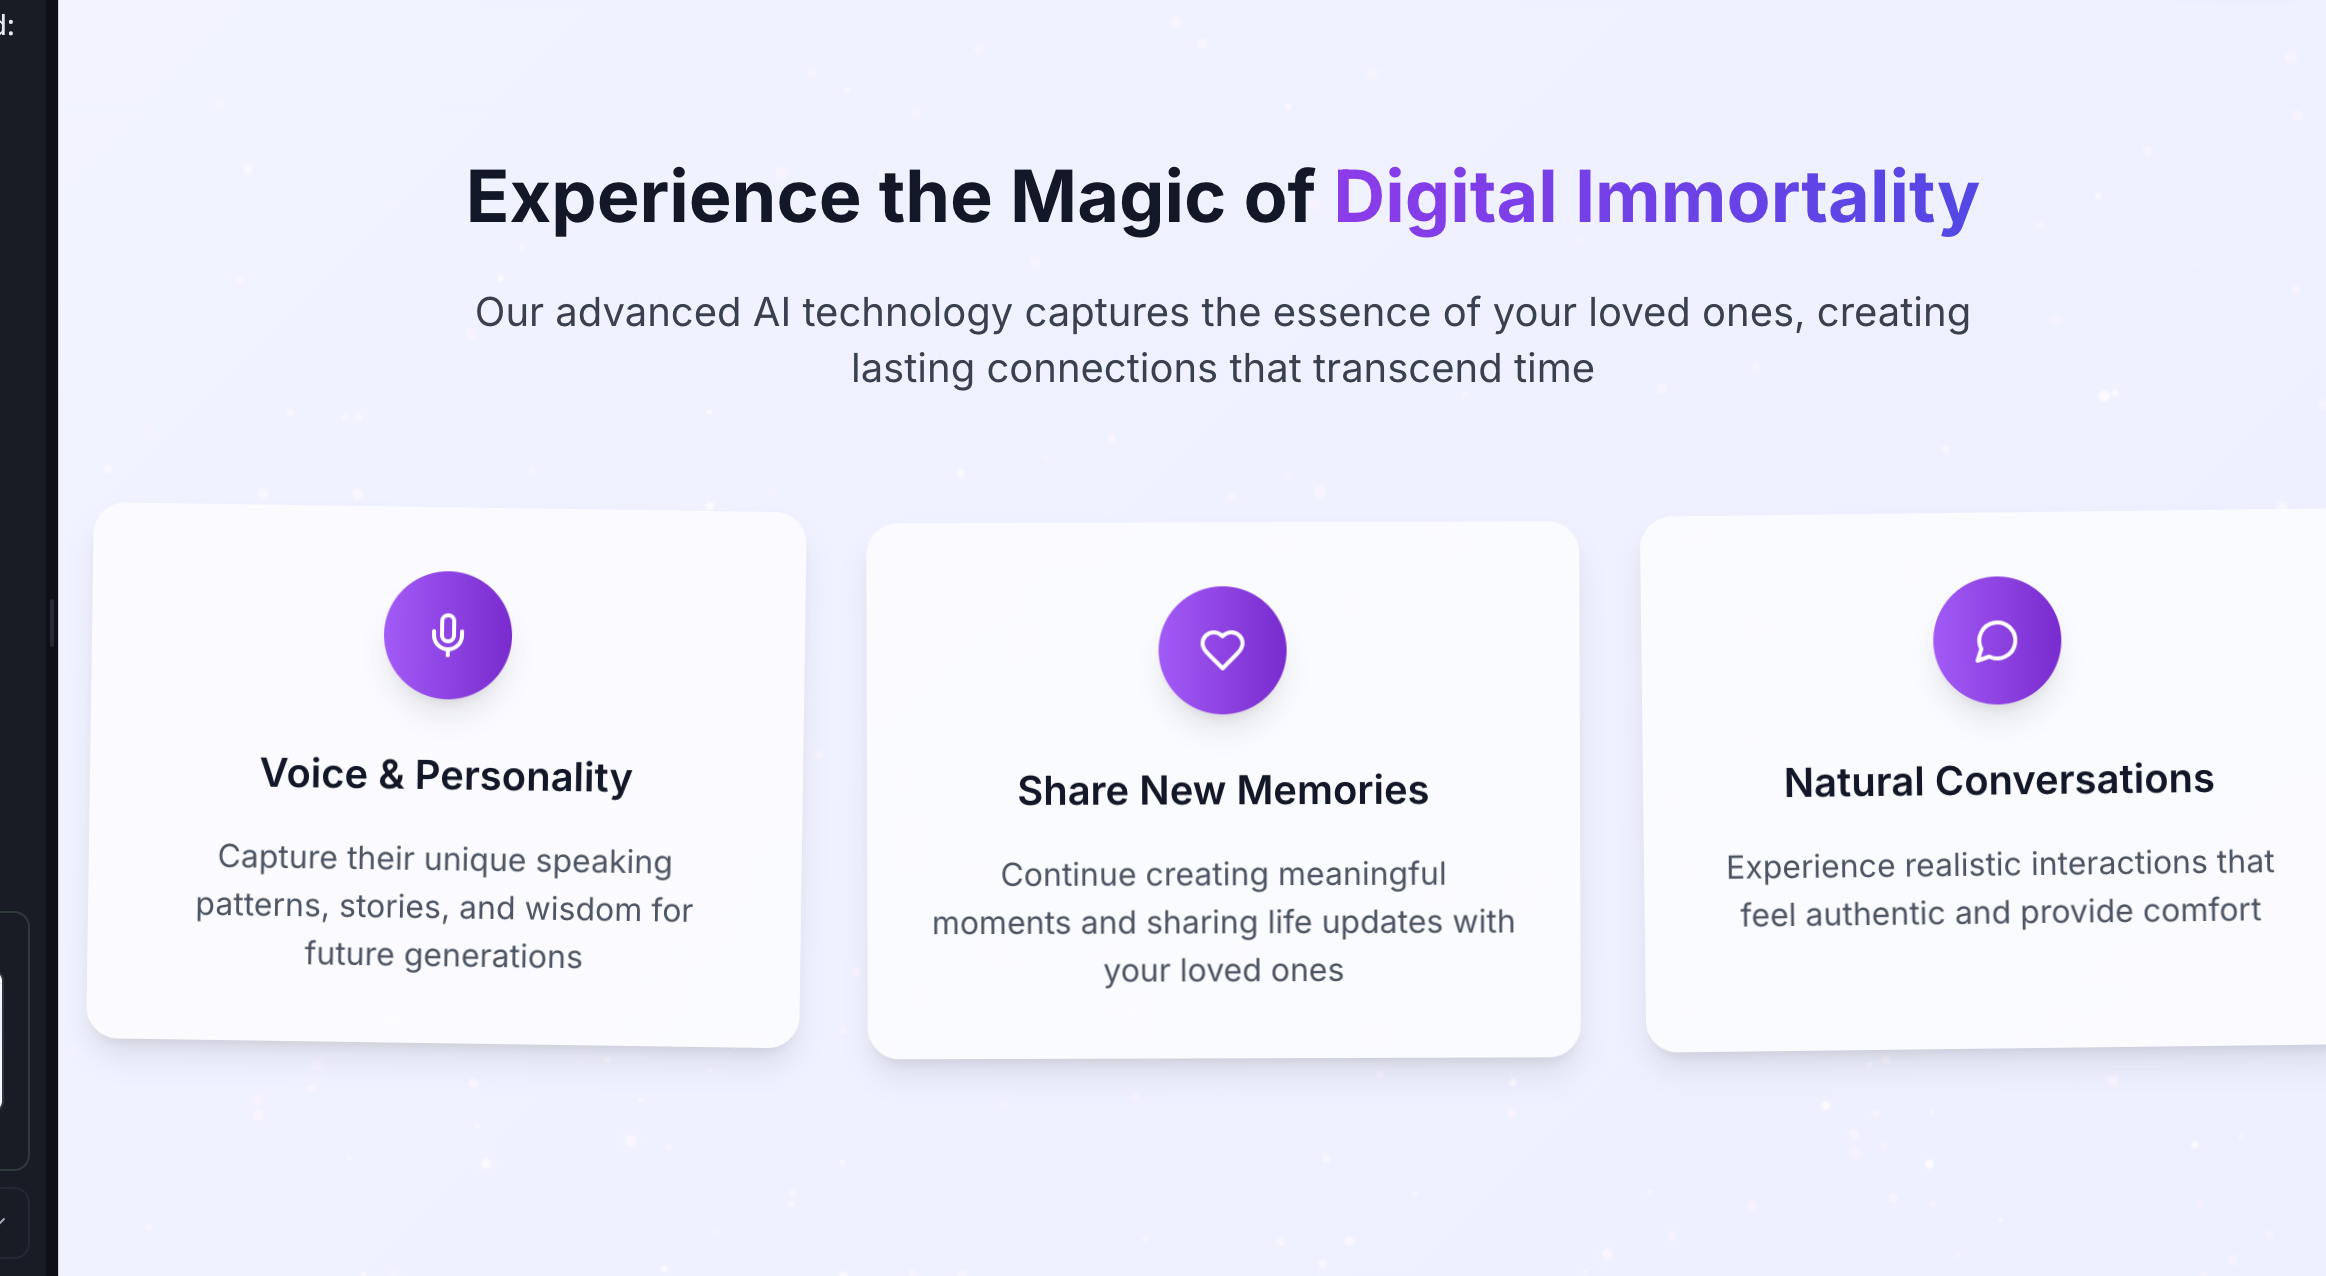 d:
Experience the Magic of Digital Immortality
Our advanced AI technology captures the essence of your loved ones, creating
lasting connections that transcend time
Voice & Personality
Capture their unique speaking
patterns, stories, and wisdom for
future generations
Share New Memories
Continue creating meaningful
moments and sharing life updates with
your loved ones
Natural Conversations
Experience realistic interactions that
feel authentic and provide comfort